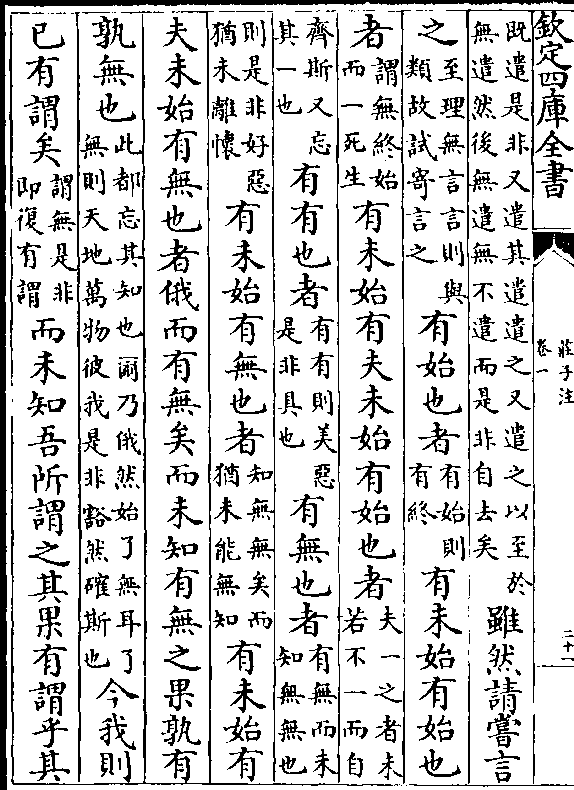 欽定四庫全書
莊子注
卷一
二十一
既遣是非又遣其遣遣之又遣之以至於無遣然後無遣無不遣而是非自去矣雖然請嘗言
之至理無言言則與類故試寄言之有始也者有始則有終有未始有始也
者謂無終始而一死生有未始有夫未始有始也者夫一之者未若不一而自
齊斯又忘其一也有有也者有有則美惡是非具也有無也者有無而未知無無也
則是非好惡猶未離懷有未始有無也者知無無矣而猶未能無知有未始有
夫未始有無也者俄而有無矣而未知有無之果孰有
孰無也此都忘其知也爾乃俄然始了無耳了無則天地萬物彼我是非豁然確斯也今我則
已有謂矣謂無是非即復有謂而未知吾所謂之其果有謂乎其